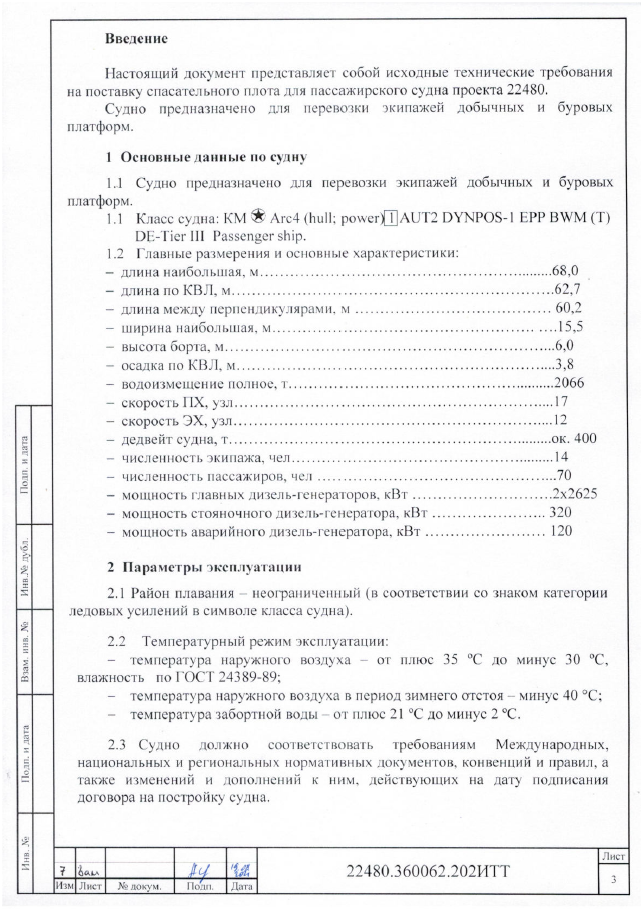 Введение
Настоящий документ представляет собой исходные технические требования
на поставку спасательного плота для пассажирского судна проекта 22480.
Судно предназначено для перевозки экипажей добычных и буровых
платформ.
1 Основные данные по судну
1.1 Судно предназначено для перевозки экипажей добычных и буровых
платформ.
1.1 Класс судна: КМ ✪ Arc4 (hull; power) 1 AUT2 DYNPOS-1 EPP BWM (T)
DE-Tier III Passenger ship.
1.2 Главные размерения и основные характеристики:
– длина наибольшая, м...68,0
– длина по КВЛ, м...62,7
– длина между перпендикулярами, м ... 60,2
– ширина наибольшая, м... ...15,5
– высота борта, м...6,0
– осадка по КВЛ, м...3,8
– водоизмещение полное, т...2066
– скорость ПХ, узл...17
– скорость ЭХ, узл...12
– дедвейт судна, т...ок. 400
– численность экипажа, чел...14
– численность пассажиров, чел ...70
– мощность главных дизель-генераторов, кВт ...2х2625
– мощность стояночного дизель-генератора, кВт ... 320
– мощность аварийного дизель-генератора, кВт ... 120
2 Параметры эксплуатации
2.1 Район плавания – неограниченный (в соответствии со знаком категории
ледовых усилений в символе класса судна).
2.2 Температурный режим эксплуатации:
– температура наружного воздуха – от плюс 35 ºС до минус 30 ºС,
влажность по ГОСТ 24389-89;
– температура наружного воздуха в период зимнего отстоя – минус 40 ºС;
– температура забортной воды – от плюс 21 ºС до минус 2 ºС.
2.3 Судно должно соответствовать требованиям Международных,
национальных и региональных нормативных документов, конвенций и правил, а
также изменений и дополнений к ним, действующих на дату подписания
договора на постройку судна.
Подп. и дата
Инв.№ дубл.
Взам. инв. №
Подп. и дата
Инв. №
7 Зам
Изм Лист № докум. Подп. Дата
22480.360062.202ИТТ
Лист
3